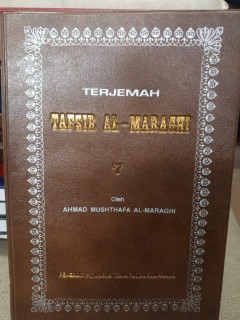 TERJEMAH
TAFSIR AL-MARAGHI
7
Oleh
AHMAD MUSHTHAFA AL-MARAGHI